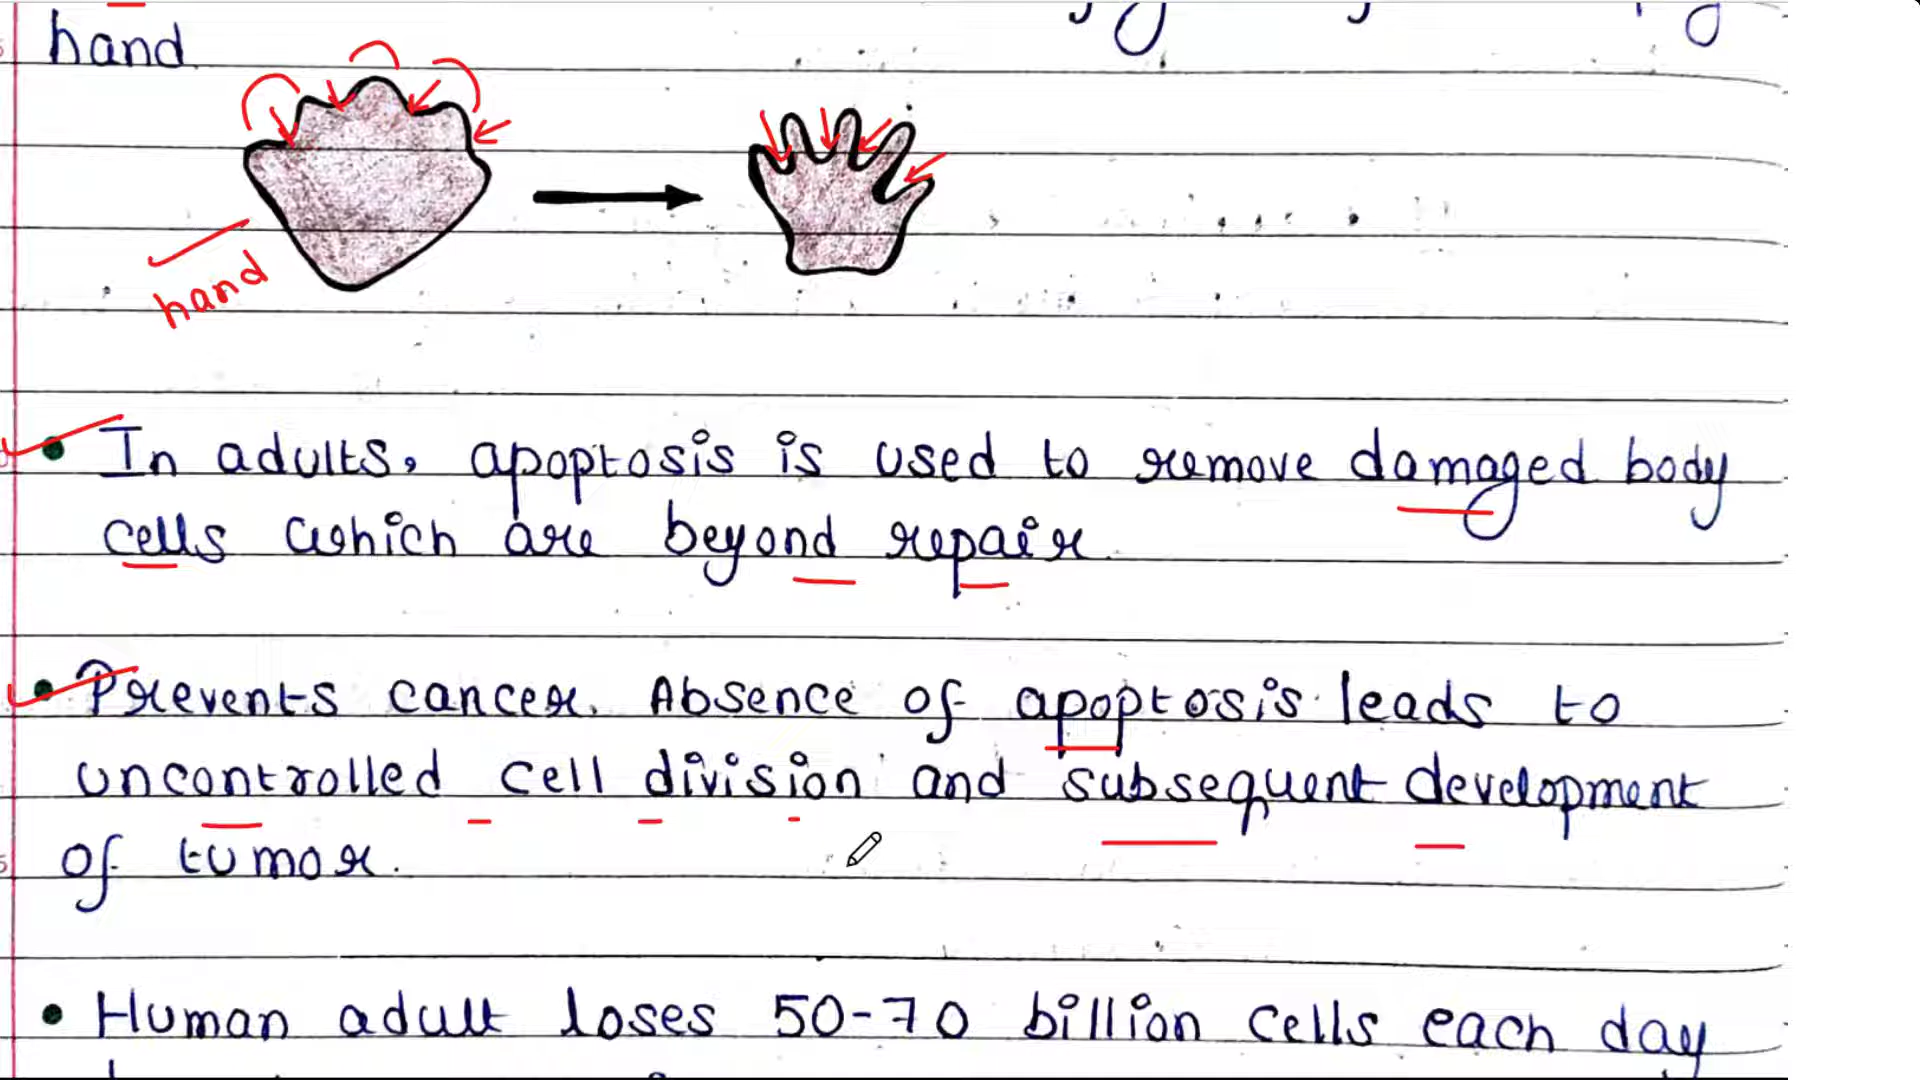 hand
hand
• In adults, apoptosis is used to remove damaged body
cells which are beyond repair.
• Prevents cancer. Absence of apoptosis leads to
uncontrolled cell division and subsequent development
of tumor.
• Human adult loses 50-70 billion cells each day